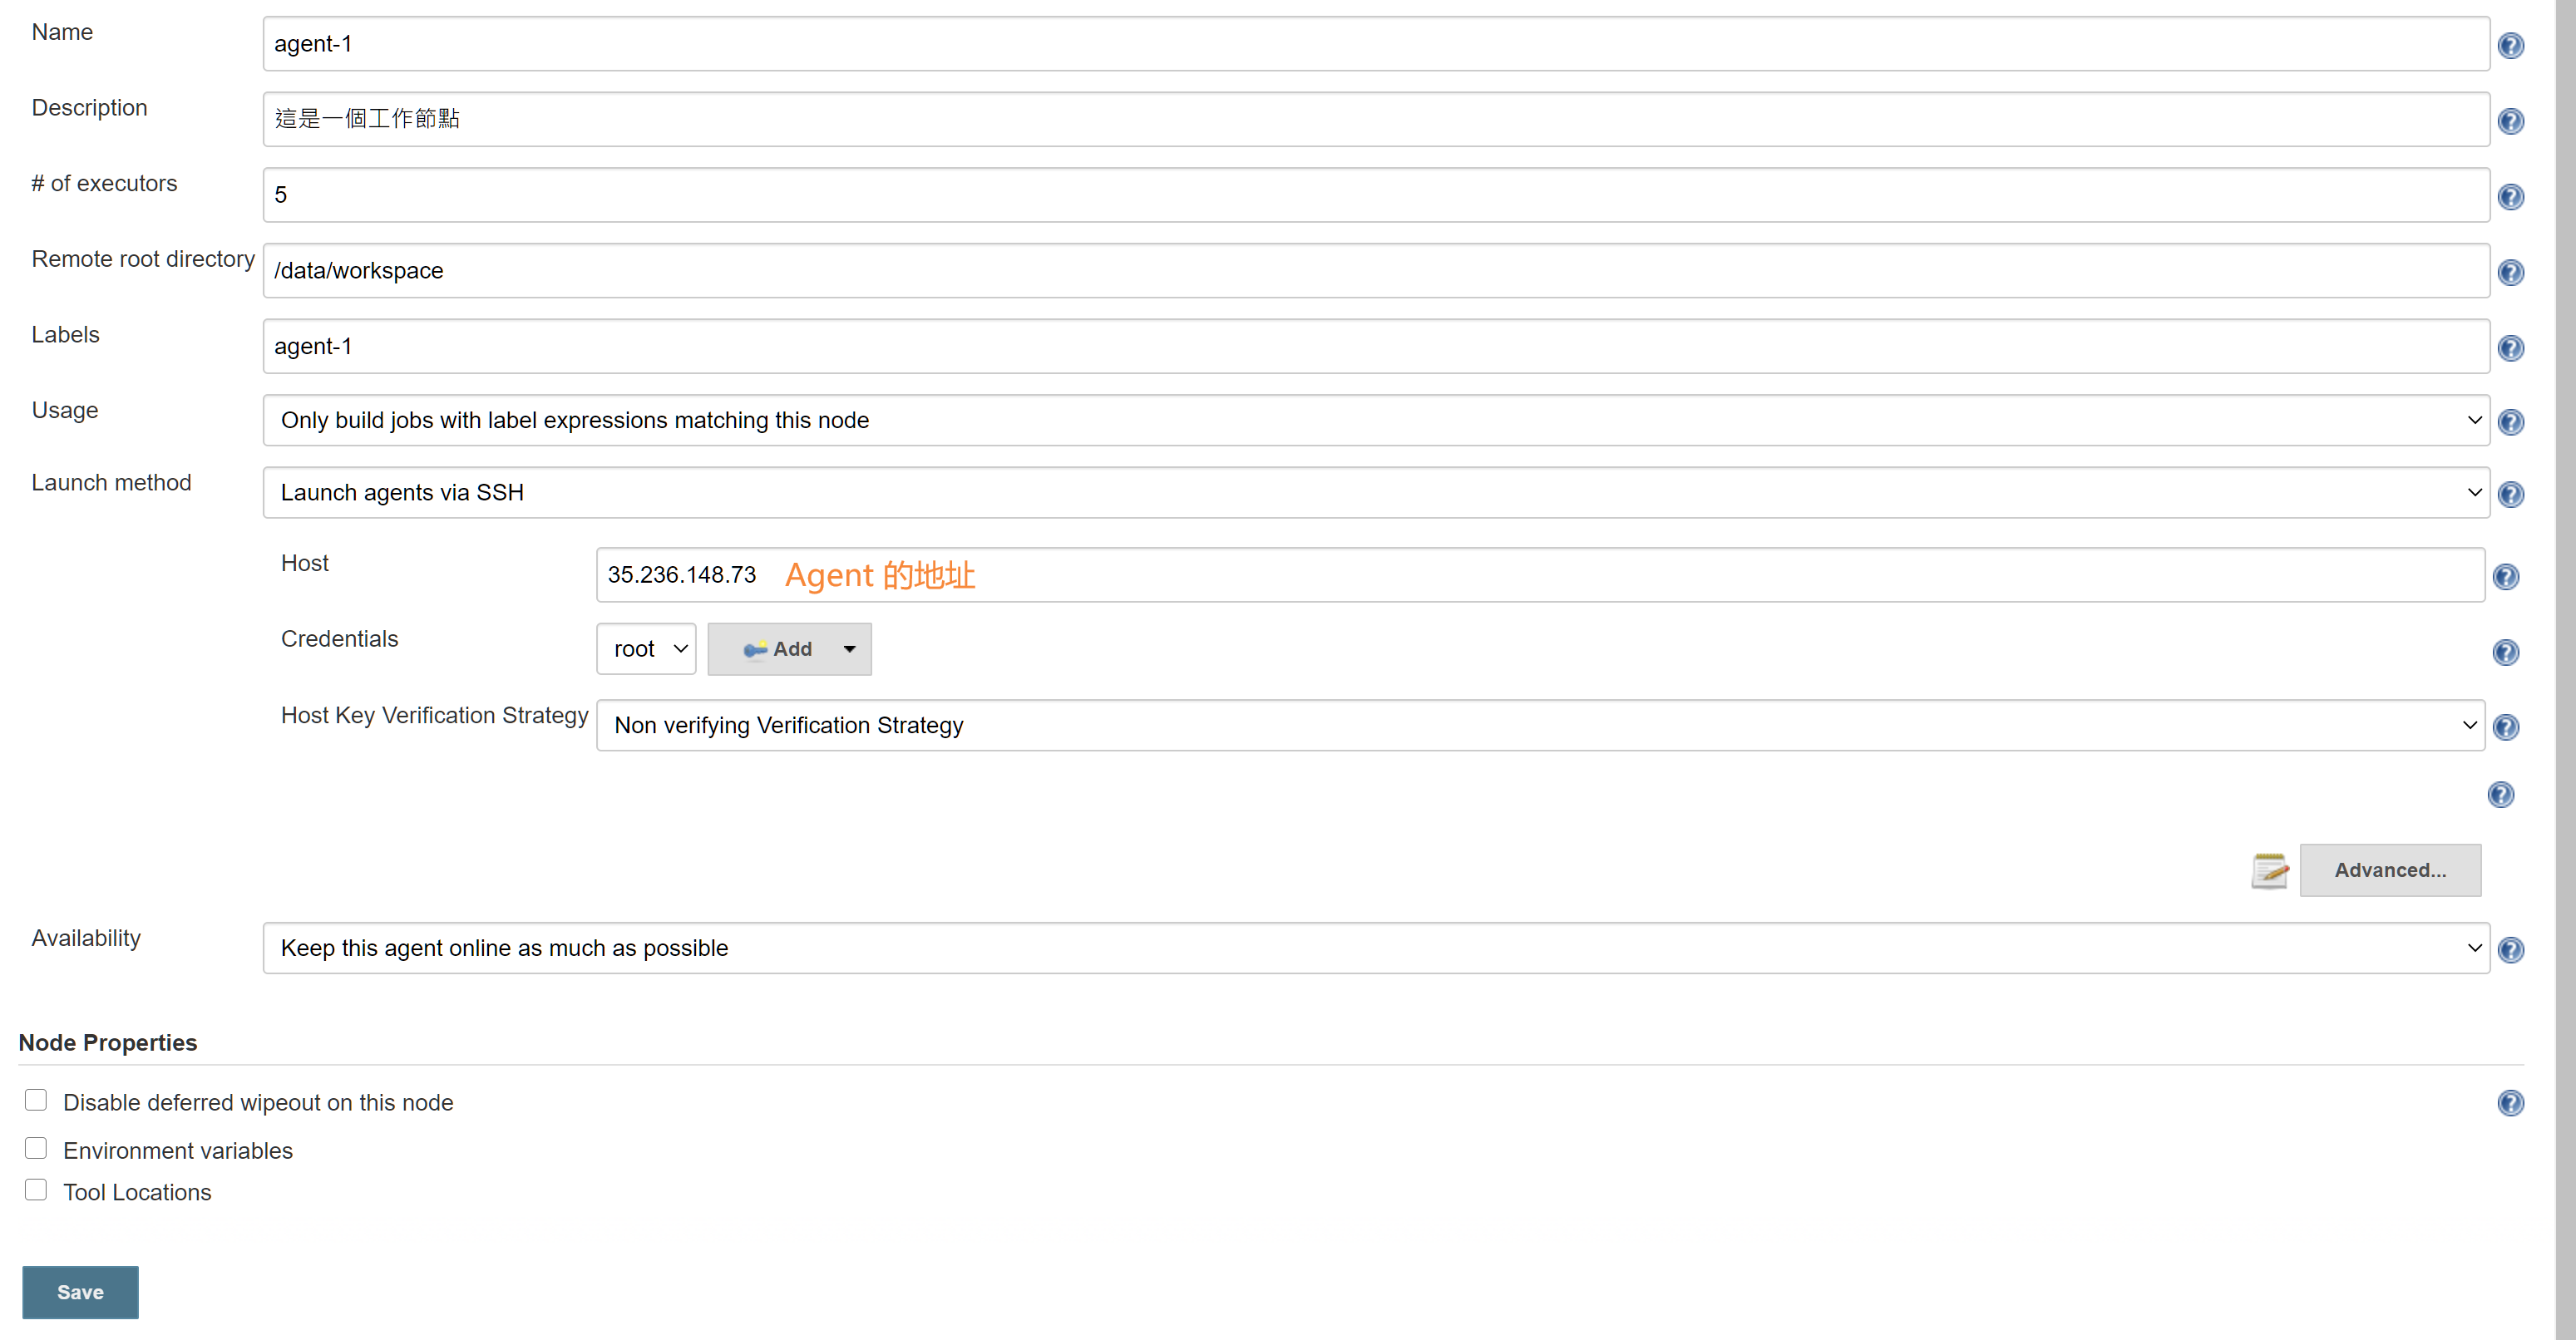 Name
agent-1
Description
這是一個工作節點
# of executors
5
Remote root directory
/data/workspace
Labels
agent-1
Usage
Only build jobs with label expressions matching this node
Launch method
Launch agents via SSH
Host
35.236.148.73 Agent 的地址
Credentials
root Add
Host Key Verification Strategy
Non verifying Verification Strategy
Advanced...
Availability
Keep this agent online as much as possible
Node Properties
Disable deferred wipeout on this node
Environment variables
Tool Locations
Save